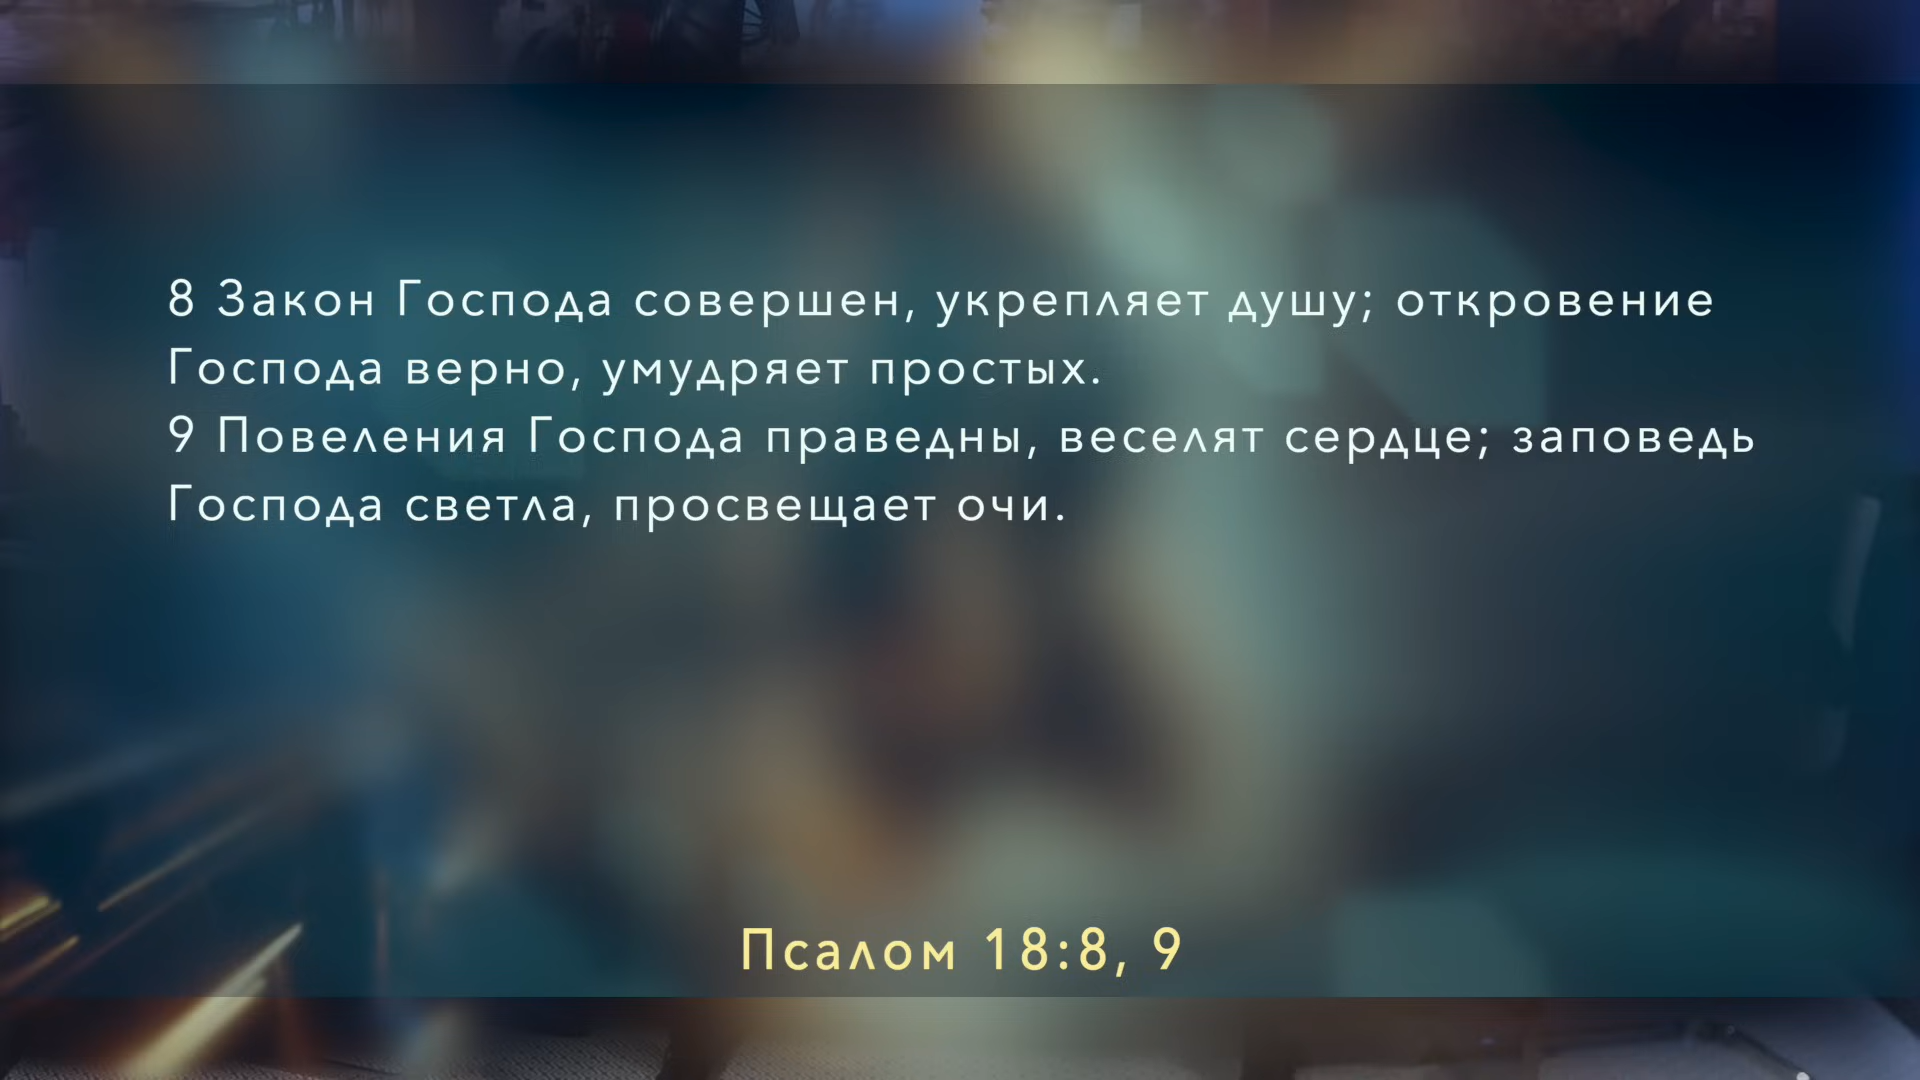 8 Закон Господа совершен, укрепляет душу; откровение
Господа верно, умудряет простых.
9 Повеления Господа праведны, веселят сердце; заповедь
Господа светла, просвещает очи.
Псалом 18:8, 9